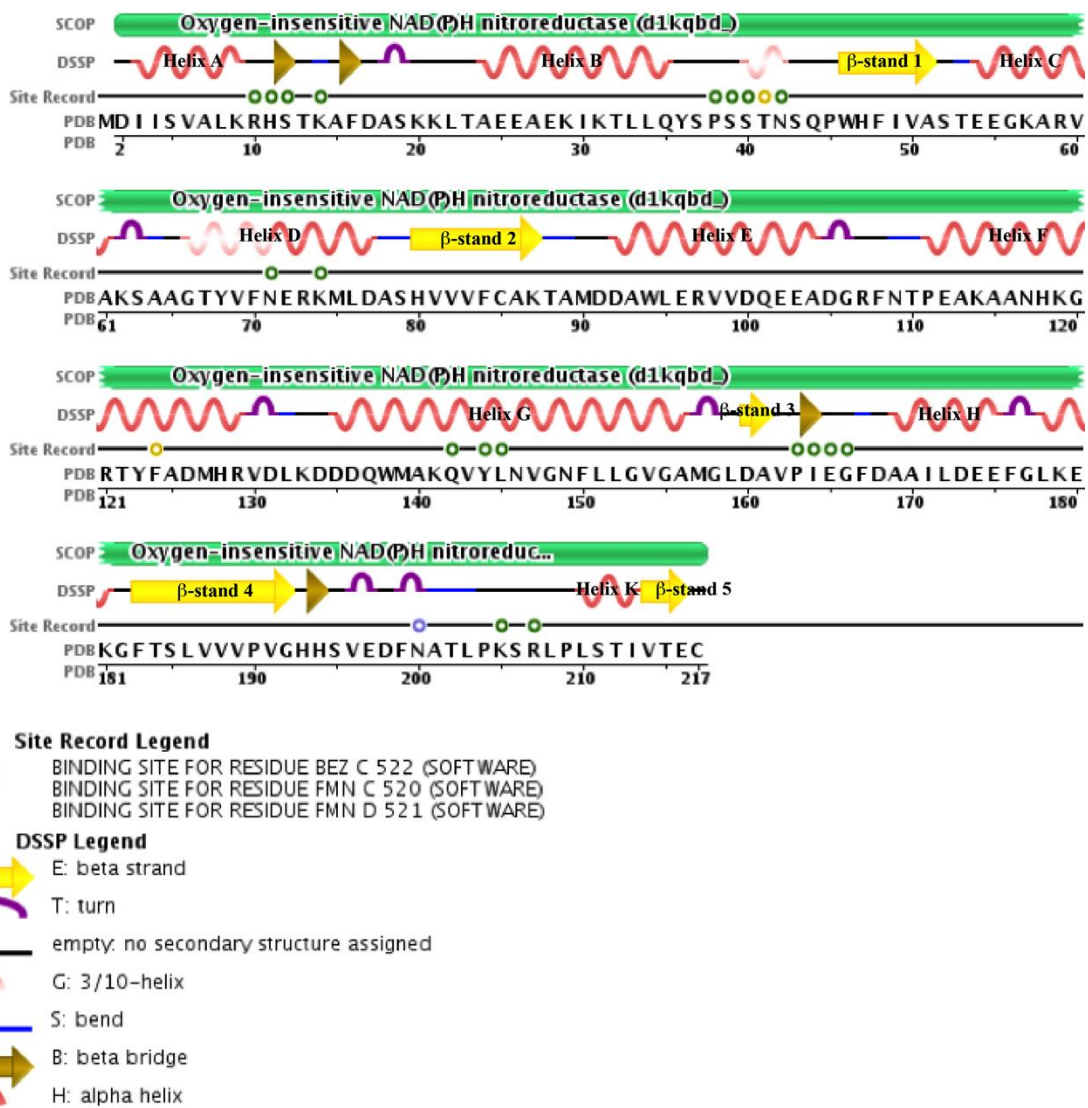 SCOP Oxygen-insensitive NAD(P)H nitroreductase (d1kqbd_)
DSSP Helix A Helix B β-stand 1 Helix C
Site Record
PDB MDIISVALKRHSTKAFDASKKLTAEEAEKIKTLLQYSPSSTNSQPWHFIVASTEEGKARV
PDB 2 10 20 30 40 50 60
SCOP Oxygen-insensitive NAD(P)H nitroreductase (d1kqbd_)
DSSP Helix D β-stand 2 Helix E Helix F
Site Record
PDB AKSAAGTYVFNERKMLDASHVVVFCAKTAMDDAWLERVVDQEEADGRFNTPEAKAANHKG
PDB 61 70 80 90 100 110 120
SCOP Oxygen-insensitive NAD(P)H nitroreductase (d1kqbd_)
DSSP Helix G β-stand 3 Helix H
Site Record
PDB RTYFADMHRVDLKDDDQWMAKQVYLNVGNFLLGVGAMGLDAVPIEGFDAAILDEEFGLKE
PDB 121 130 140 150 160 170 180
SCOP Oxygen-insensitive NAD(P)H nitroreduc...
DSSP β-stand 4 Helix K β-stand 5
Site Record
PDB KGFTSLVVVPVGHHSVEDFNATLPKSRLPLSTIVTEC
PDB 181 190 200 210 217
Site Record Legend
BINDING SITE FOR RESIDUE BEZ C 522 (SOFTWARE)
BINDING SITE FOR RESIDUE FMN C 520 (SOFTWARE)
BINDING SITE FOR RESIDUE FMN D 521 (SOFTWARE)
DSSP Legend
E: beta strand
T: turn
empty: no secondary structure assigned
G: 3/10-helix
S: bend
B: beta bridge
H: alpha helix